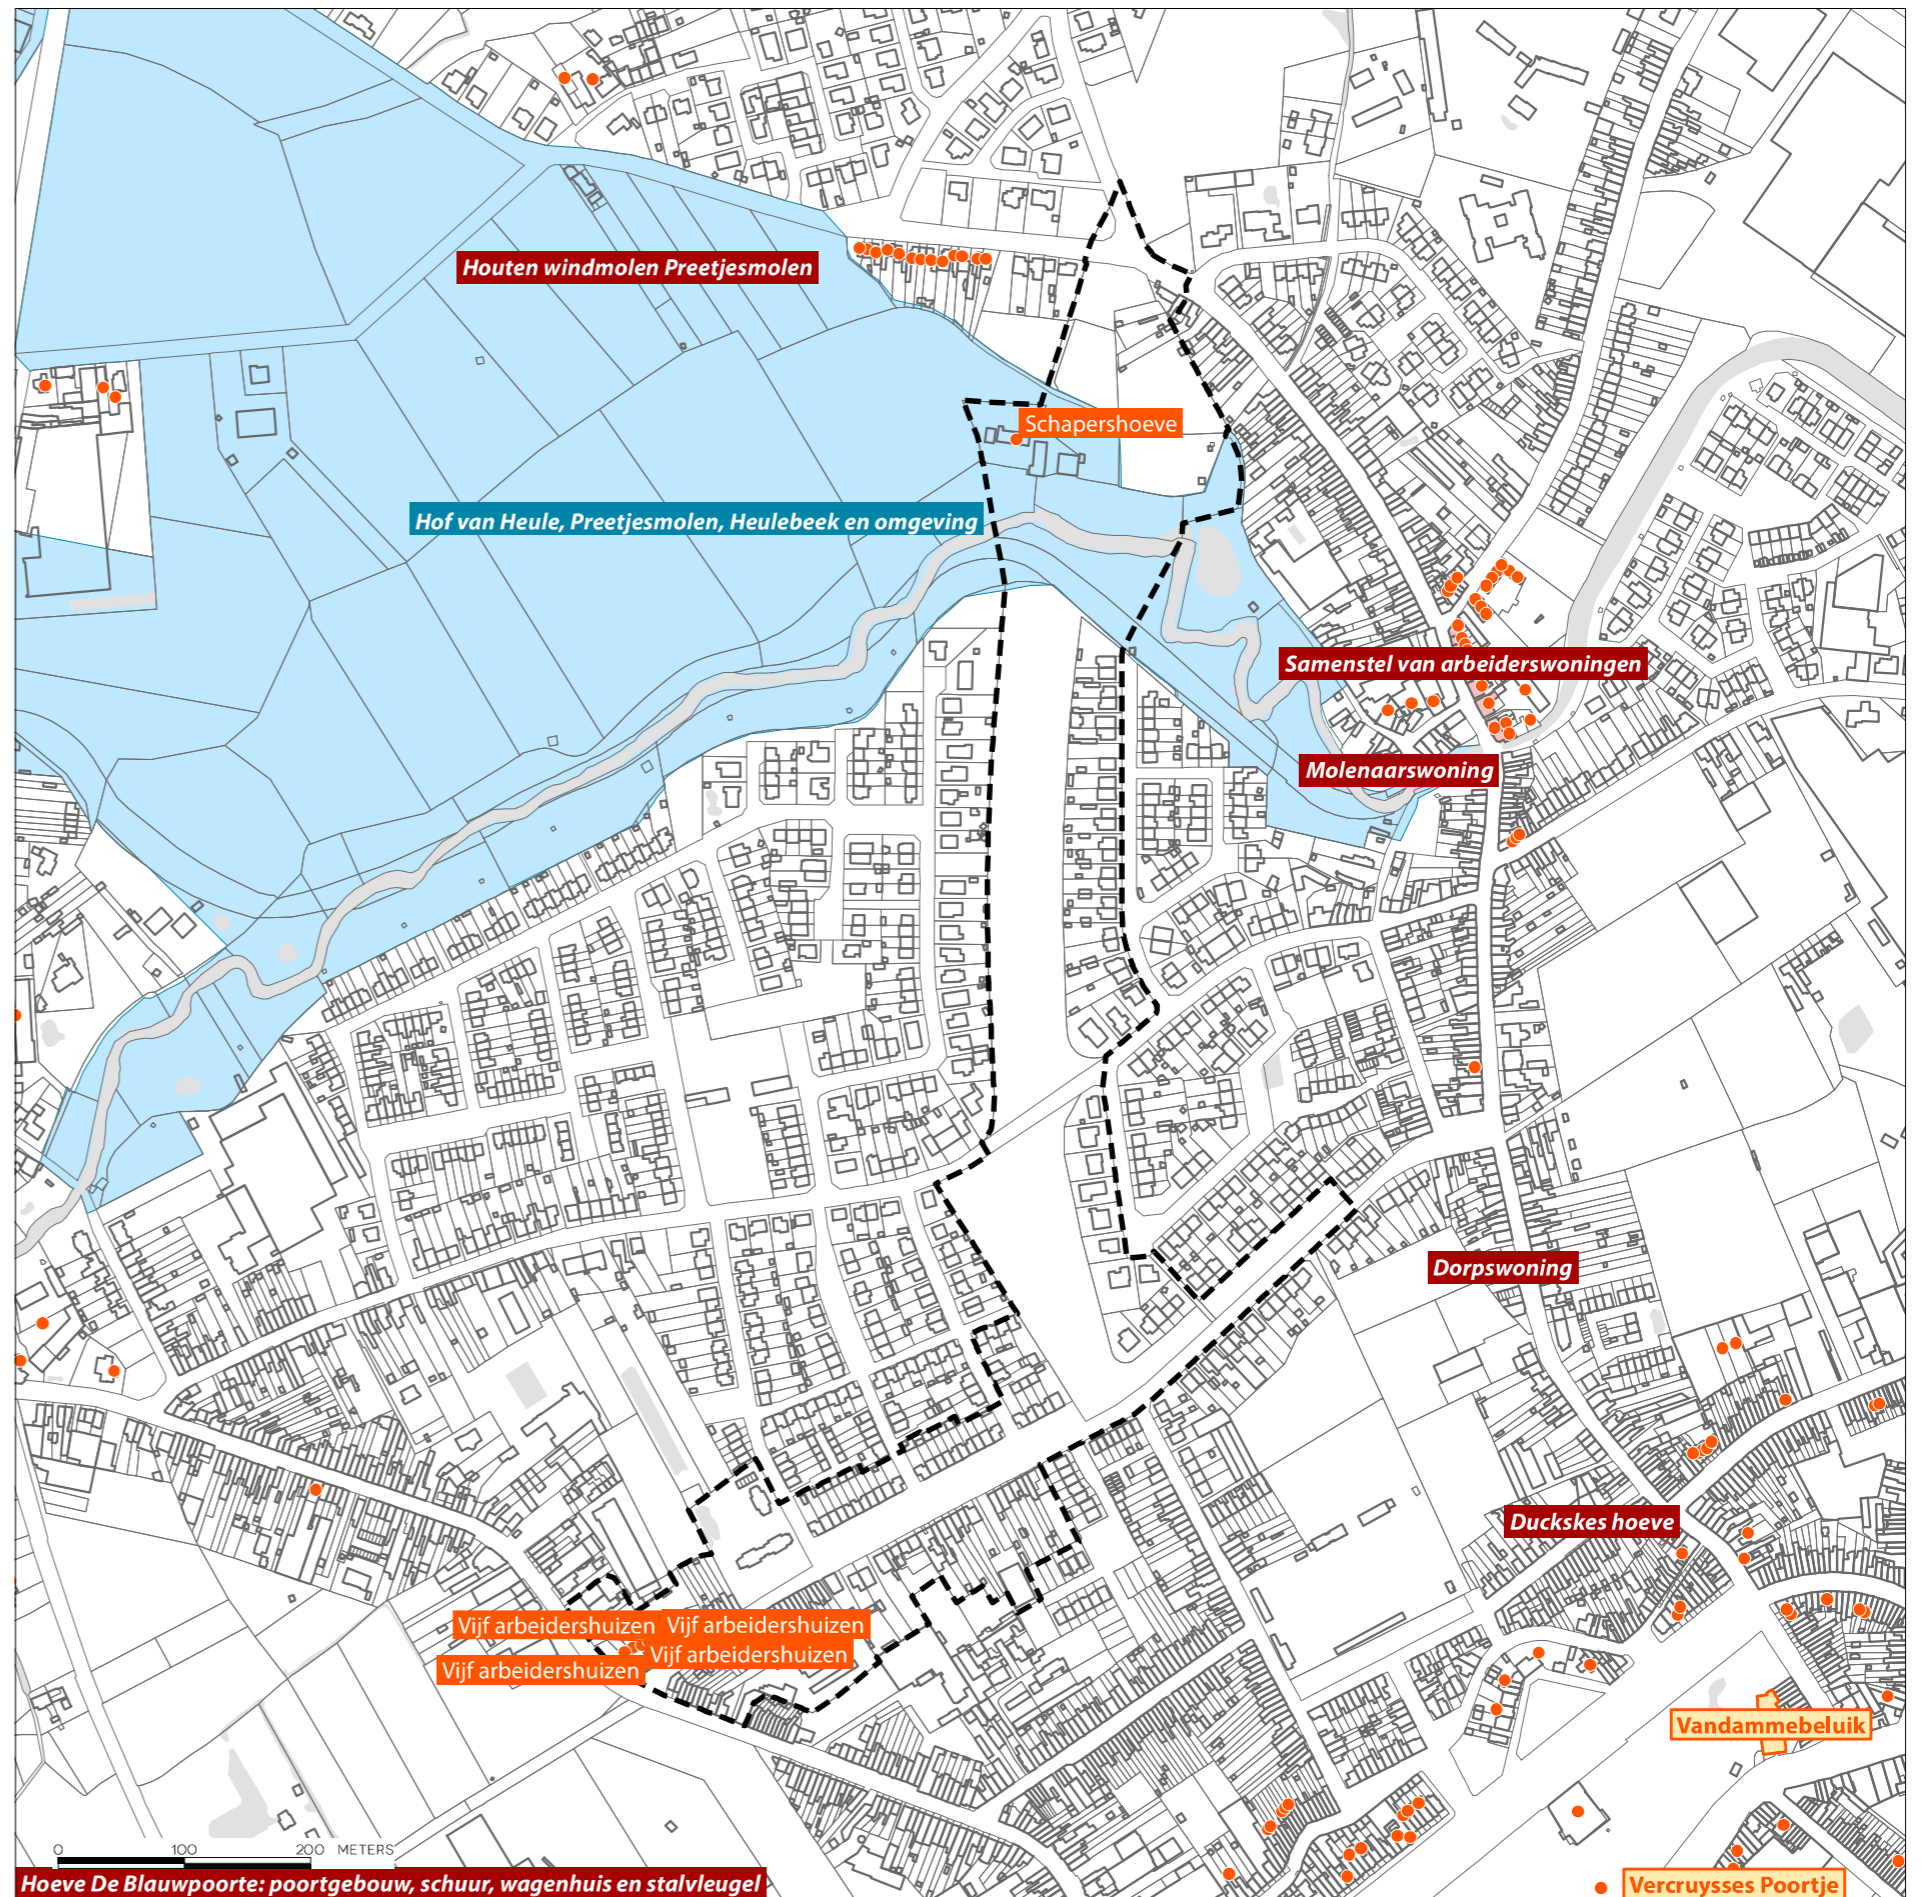 Houten windmolen Preetjesmolen
Schapershoeve
Hof van Heule, Preetjesmolen, Heulebeek en omgeving
Samenstel van arbeiderswoningen
Molenaarswoning
Dorpswoning
Duckskes hoeve
Vijf arbeidershuizen
Vijf arbeidershuizen
Vijf arbeidershuizen
Vijf arbeidershuizen
Vandammebeluik
0 100 200 METERS
Hoeve De Blauwpoorte: poortgebouw, schuur, wagenhuis en stalvleugel
Vercruysses Poortje